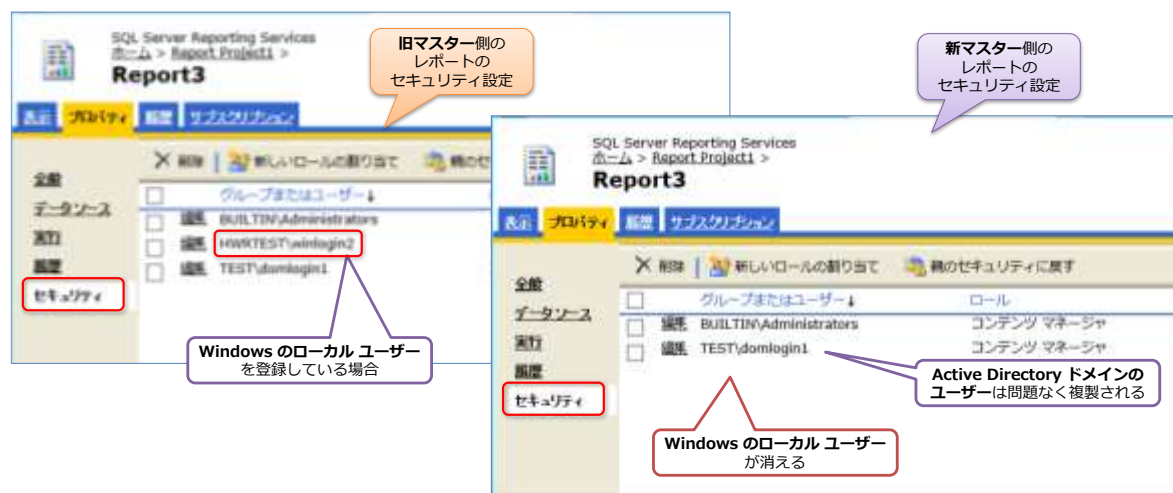 SQL Server Reporting Services
ホーム > Report Project1 >
Report3
旧マスター側の
レポートの
セキュリティ設定
表示 プロパティ 履歴 サブスクリプション
削除 | 新しいロールの割り当て 親のセ
全般
データソース
実行
履歴
セキュリティ
グループまたはユーザー↓
編集 BUILTIN\Administrators
編集 HWRTEST\winlogin2
編集 TEST\domlogin1
Windows のローカル ユーザー
を登録している場合
新マスター側の
レポートの
セキュリティ設定
SQL Server Reporting Services
ホーム > Report Project1 >
Report3
表示 プロパティ 履歴 サブスクリプション
削除 | 新しいロールの割り当て 親のセキュリティに戻す
全般
データソース
実行
履歴
セキュリティ
グループまたはユーザー↓ ロール
編集 BUILTIN\Administrators コンテンツ マネージャ
編集 TEST\domlogin1 コンテンツ マネージャ
Active Directory ドメインの
ユーザーは問題なく複製される
Windows のローカル ユーザー
が消える